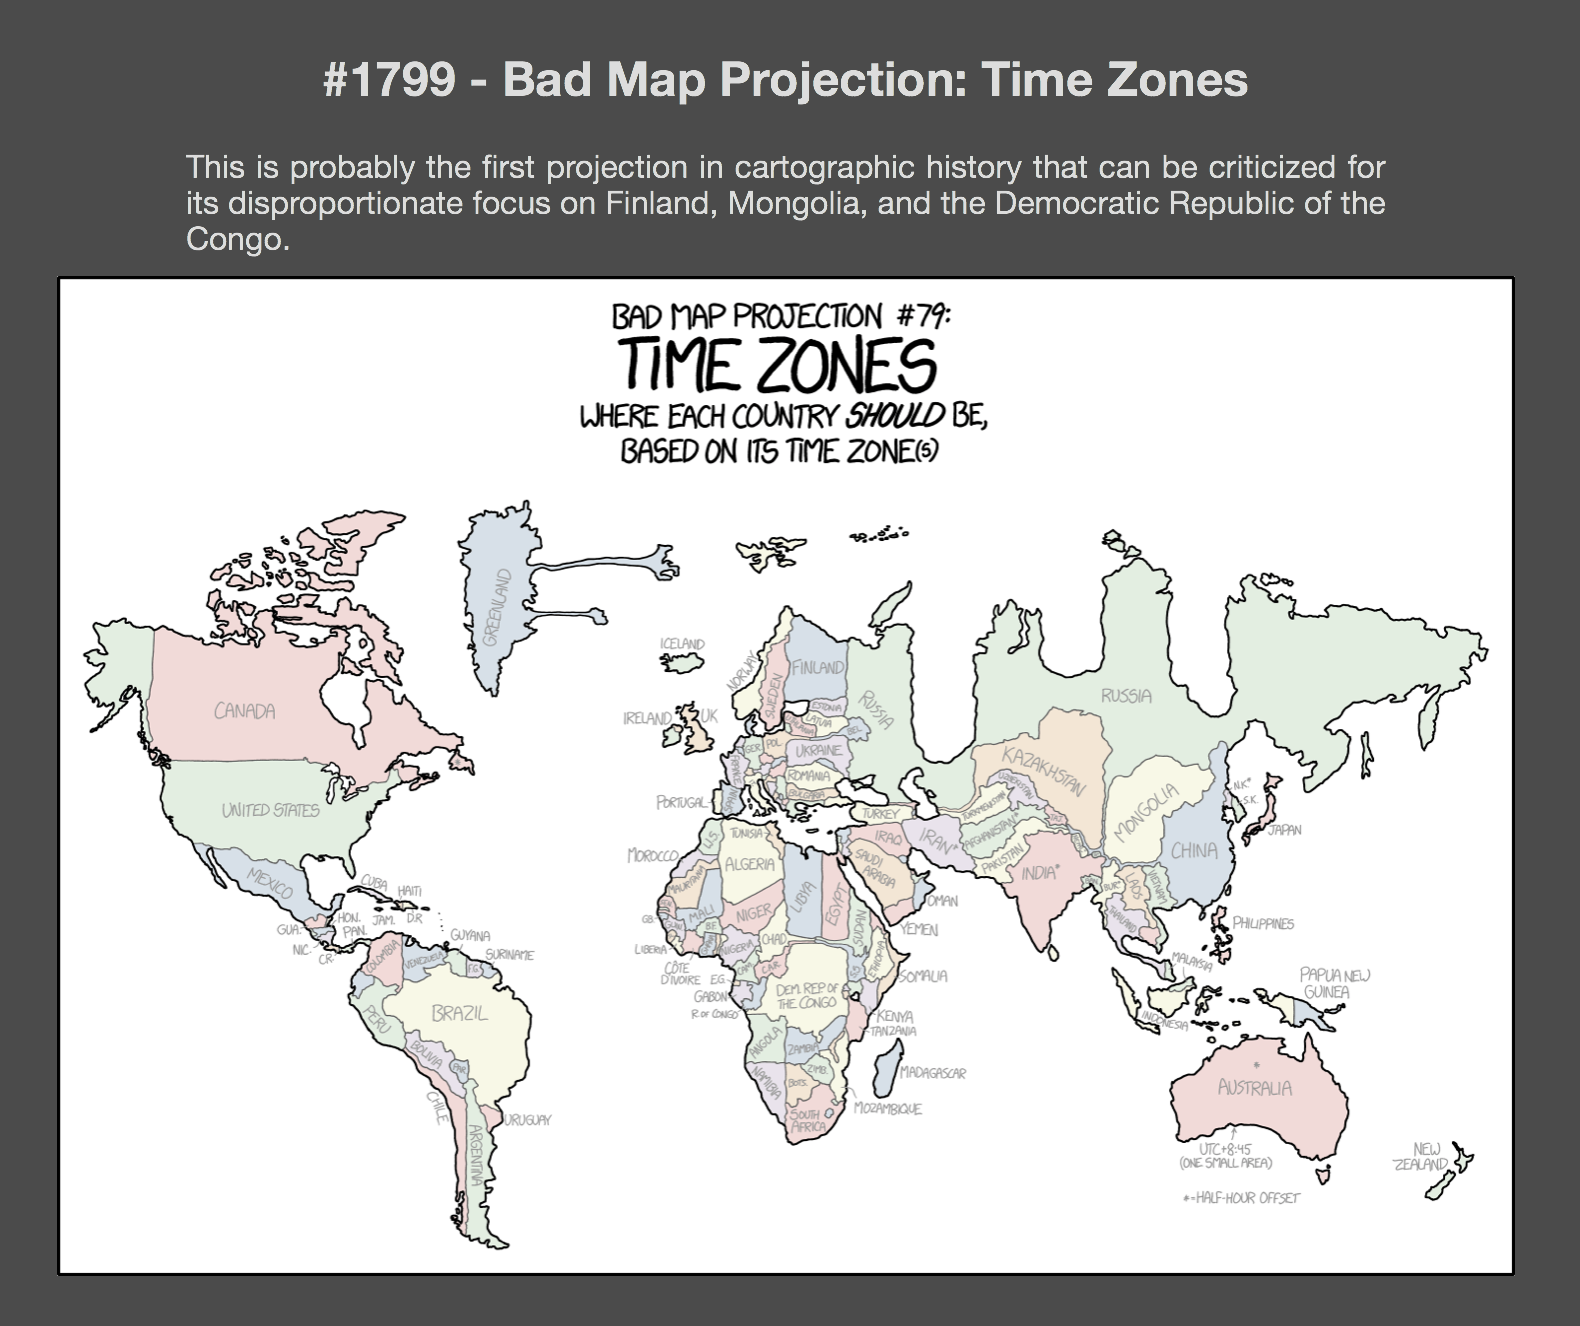 #1799 - Bad Map Projection: Time Zones
This is probably the first projection in cartographic history that can be criticized for
its disproportionate focus on Finland, Mongolia, and the Democratic Republic of the
Congo.
BAD MAP PROJECTION #79:
TIME ZONES
WHERE EACH COUNTRY SHOULD BE,
BASED ON ITS TIME ZONE(S)
GREENLAND
ICELAND
NORWAY
SWEDEN
FINLAND
RUSSIA
RUSSIA
CANADA
IRELAND
UK
ESTONIA
LATVIA
LITHUANIA
BEL
GER
POL
UKRAINE
FRANCE
ROMANIA
BULGARIA
KAZAKHSTAN
UZBEKISTAN
MONGOLIA
N.K.*
S.K.
JAPAN
UNITED STATES
PORTUGAL
SPAIN
TURKEY
TURKMENISTAN
TAJ
AFGHANISTAN*
CHINA
MOROCCO
W.S.
TUNISIA
ALGERIA
IRAQ
IRAN*
PAKISTAN
INDIA*
MEXICO
CUBA
HAITI
MAURITANIA
LIBYA
EGYPT
SAUDI
ARABIA
OMAN
BUR*
LAOS
VIETNAM
THAILAND
PHILIPPINES
GUA.
HON.
JAM.
D.R.
PAN.
NIC.
C.R.
G.B.
MALI
NIGER
SUDAN
YEMEN
GUYANA
SURINAME
F.G.
COLOMBIA
VENEZUELA
LIBERIA
B.F.
NIGERIA
CHAD
ETHIOPIA
CÔTE
D'IVOIRE
CAM.
C.A.R.
S.S.
SOMALIA
MALAYSIA
E.G.
GABON
R. OF CONGO
DEM. REP OF
THE CONGO
KENYA
TANZANIA
INDONESIA
PAPUA NEW
GUINEA
PERU
BRAZIL
BOLIVIA
PAR.
ANGOLA
ZAMBIA
ZIMB.
MADAGASCAR
NAMIBIA
BOTS.
MOZAMBIQUE
SOUTH
AFRICA
CHILE
ARGENTINA
URUGUAY
*
AUSTRALIA
UTC+8:45
(ONE SMALL AREA)
NEW
ZEALAND
*=HALF-HOUR OFFSET